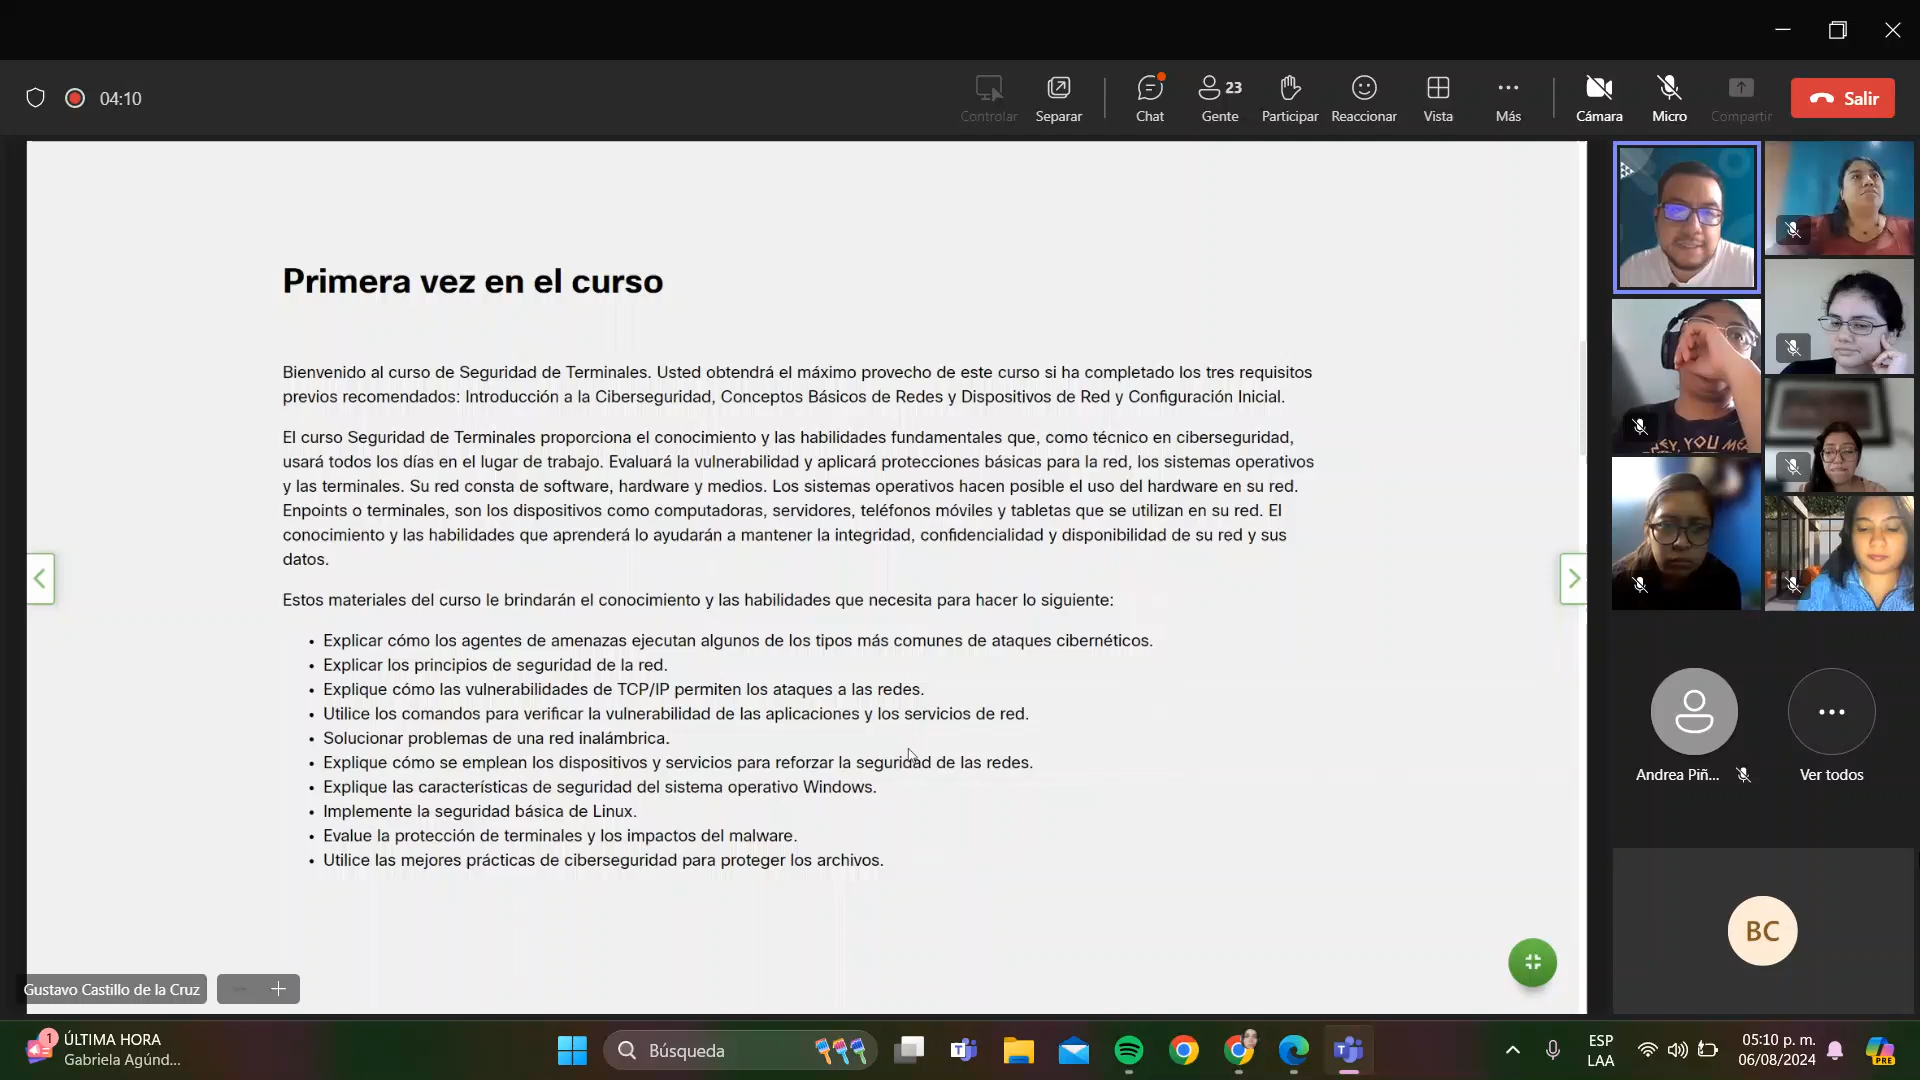 04:10
Controlar
Separar
Chat
23
Gente
Participar
Reaccionar
Vista
Más
Cámara
Micro
Compartir
Salir
Primera vez en el curso
Bienvenido al curso de Seguridad de Terminales. Usted obtendrá el máximo provecho de este curso si ha completado los tres requisitos
previos recomendados: Introducción a la Ciberseguridad, Conceptos Básicos de Redes y Dispositivos de Red y Configuración Inicial.
El curso Seguridad de Terminales proporciona el conocimiento y las habilidades fundamentales que, como técnico en ciberseguridad,
usará todos los días en el lugar de trabajo. Evaluará la vulnerabilidad y aplicará protecciones básicas para la red, los sistemas operativos
y las terminales. Su red consta de software, hardware y medios. Los sistemas operativos hacen posible el uso del hardware en su red.
Enpoints o terminales, son los dispositivos como computadoras, servidores, teléfonos móviles y tabletas que se utilizan en su red. El
conocimiento y las habilidades que aprenderá lo ayudarán a mantener la integridad, confidencialidad y disponibilidad de su red y sus
datos.
Estos materiales del curso le brindarán el conocimiento y las habilidades que necesita para hacer lo siguiente:
• Explicar cómo los agentes de amenazas ejecutan algunos de los tipos más comunes de ataques cibernéticos.
• Explicar los principios de seguridad de la red.
• Explique cómo las vulnerabilidades de TCP/IP permiten los ataques a las redes.
• Utilice los comandos para verificar la vulnerabilidad de las aplicaciones y los servicios de red.
• Solucionar problemas de una red inalámbrica.
• Explique cómo se emplean los dispositivos y servicios para reforzar la seguridad de las redes.
• Explique las características de seguridad del sistema operativo Windows.
• Implemente la seguridad básica de Linux.
• Evalue la protección de terminales y los impactos del malware.
• Utilice las mejores prácticas de ciberseguridad para proteger los archivos.
Andrea Piñ...
Ver todos
BC
Gustavo Castillo de la Cruz
1
ÚLTIMA HORA
Gabriela Agúnd...
Búsqueda
ESP
LAA
05:10 p. m.
06/08/2024
PRE